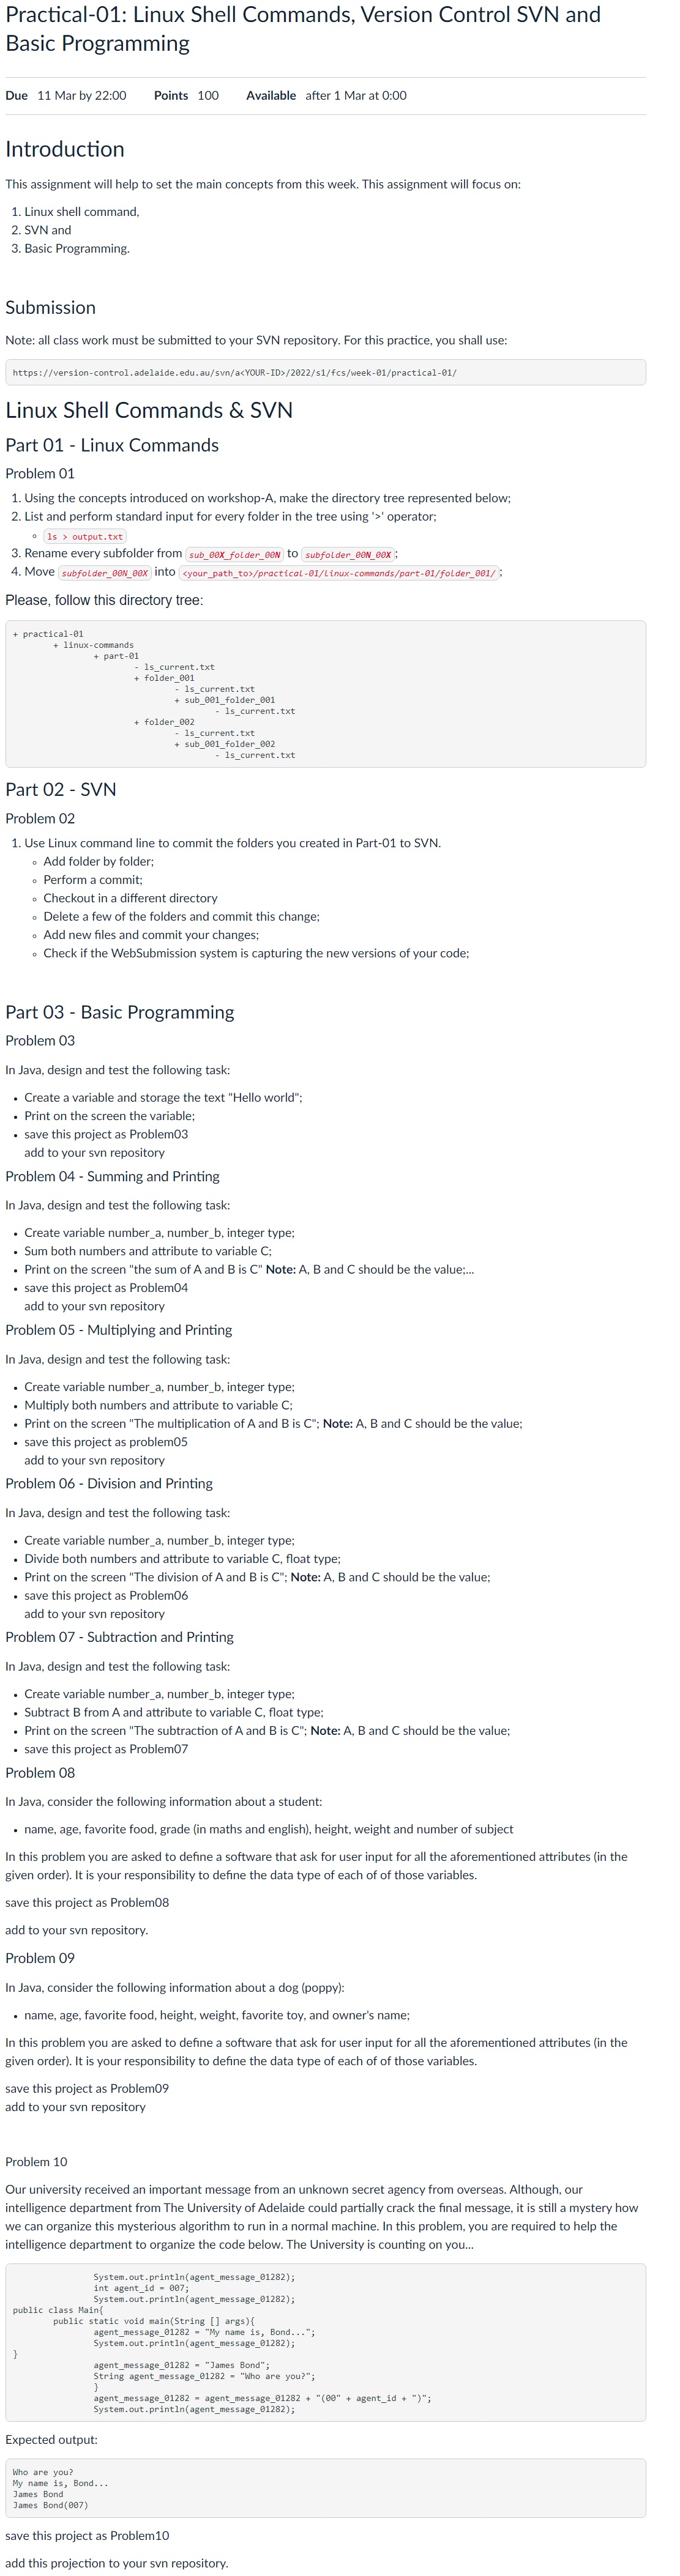 Practical-01: Linux Shell Commands, Version Control SVN and
Basic Programming
Due 11 Mar by 22:00 Points 100 Available after 1 Mar at 0:00
Introduction
This assignment will help to set the main concepts from this week. This assignment will focus on:
1. Linux shell command,
2. SVN and
3. Basic Programming.
Submission
Note: all class work must be submitted to your SVN repository. For this practice, you shall use:
https://version-control.adelaide.edu.au/svn/a<YOUR-ID>/2022/s1/fcs/week-01/practical-01/
Linux Shell Commands & SVN
Part 01 - Linux Commands
Problem 01
1. Using the concepts introduced on workshop-A, make the directory tree represented below;
2. List and perform standard input for every folder in the tree using '>' operator;
◦ ls > output.txt
3. Rename every subfolder from sub_00X_folder_00N to subfolder_00N_00X;
4. Move subfolder_00N_00X into <your_path_to>/practical-01/linux-commands/part-01/folder_001/;
Please, follow this directory tree:
+ practical-01
+ linux-commands
+ part-01
- ls_current.txt
+ folder_001
- ls_current.txt
+ sub_001_folder_001
- ls_current.txt
+ folder_002
- ls_current.txt
+ sub_001_folder_002
- ls_current.txt
Part 02 - SVN
Problem 02
1. Use Linux command line to commit the folders you created in Part-01 to SVN.
◦ Add folder by folder;
◦ Perform a commit;
◦ Checkout in a different directory
◦ Delete a few of the folders and commit this change;
◦ Add new files and commit your changes;
◦ Check if the WebSubmission system is capturing the new versions of your code;
Part 03 - Basic Programming
Problem 03
In Java, design and test the following task:
• Create a variable and storage the text "Hello world";
• Print on the screen the variable;
• save this project as Problem03
add to your svn repository
Problem 04 - Summing and Printing
In Java, design and test the following task:
• Create variable number_a, number_b, integer type;
• Sum both numbers and attribute to variable C;
• Print on the screen "the sum of A and B is C" Note: A, B and C should be the value;...
• save this project as Problem04
add to your svn repository
Problem 05 - Multiplying and Printing
In Java, design and test the following task:
• Create variable number_a, number_b, integer type;
• Multiply both numbers and attribute to variable C;
• Print on the screen "The multiplication of A and B is C"; Note: A, B and C should be the value;
• save this project as problem05
add to your svn repository
Problem 06 - Division and Printing
In Java, design and test the following task:
• Create variable number_a, number_b, integer type;
• Divide both numbers and attribute to variable C, float type;
• Print on the screen "The division of A and B is C"; Note: A, B and C should be the value;
• save this project as Problem06
add to your svn repository
Problem 07 - Subtraction and Printing
In Java, design and test the following task:
• Create variable number_a, number_b, integer type;
• Subtract B from A and attribute to variable C, float type;
• Print on the screen "The subtraction of A and B is C"; Note: A, B and C should be the value;
• save this project as Problem07
Problem 08
In Java, consider the following information about a student:
• name, age, favorite food, grade (in maths and english), height, weight and number of subject
In this problem you are asked to define a software that ask for user input for all the aforementioned attributes (in the
given order). It is your responsibility to define the data type of each of of those variables.
save this project as Problem08
add to your svn repository.
Problem 09
In Java, consider the following information about a dog (poppy):
• name, age, favorite food, height, weight, favorite toy, and owner's name;
In this problem you are asked to define a software that ask for user input for all the aforementioned attributes (in the
given order). It is your responsibility to define the data type of each of of those variables.
save this project as Problem09
add to your svn repository
Problem 10
Our university received an important message from an unknown secret agency from overseas. Although, our
intelligence department from The University of Adelaide could partially crack the final message, it is still a mystery how
we can organize this mysterious algorithm to run in a normal machine. In this problem, you are required to help the
intelligence department to organize the code below. The University is counting on you...
System.out.println(agent_message_01282);
int agent_id = 007;
System.out.println(agent_message_01282);
public class Main{
public static void main(String [] args){
agent_message_01282 = "My name is, Bond...";
System.out.println(agent_message_01282);
}
agent_message_01282 = "James Bond";
String agent_message_01282 = "Who are you?";
}
agent_message_01282 = agent_message_01282 + "(00" + agent_id + ")";
System.out.println(agent_message_01282);
Expected output:
Who are you?
My name is, Bond...
James Bond
James Bond(007)
save this project as Problem10
add this projection to your svn repository.